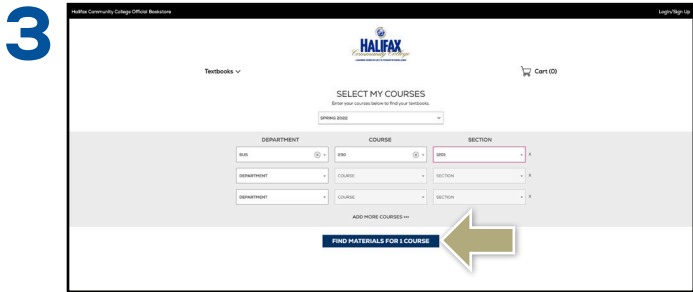 3
Halifax Community College Official Bookstore
Login/Sign Up
HALIFAX
Community College
Textbooks
Cart (0)
SELECT MY COURSES
Enter your courses below to find your textbooks.
SPRING 2022
DEPARTMENT COURSE SECTION
BUS
x
DEPARTMENT COURSE SECTION x
DEPARTMENT COURSE SECTION x
ADD MORE COURSES
FIND MATERIALS FOR 1 COURSE